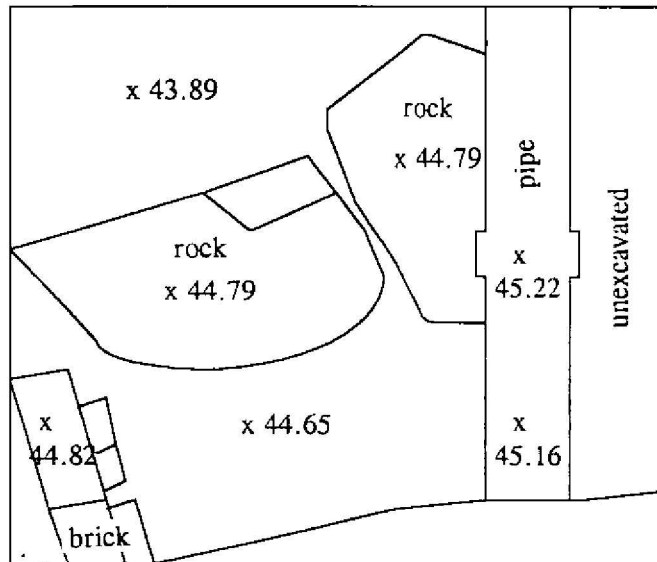 x 43.89
rock
x 44.79
pipe
rock
x 44.79
x
45.22
unexcavated
x
44.82
x 44.65
x
45.16
brick